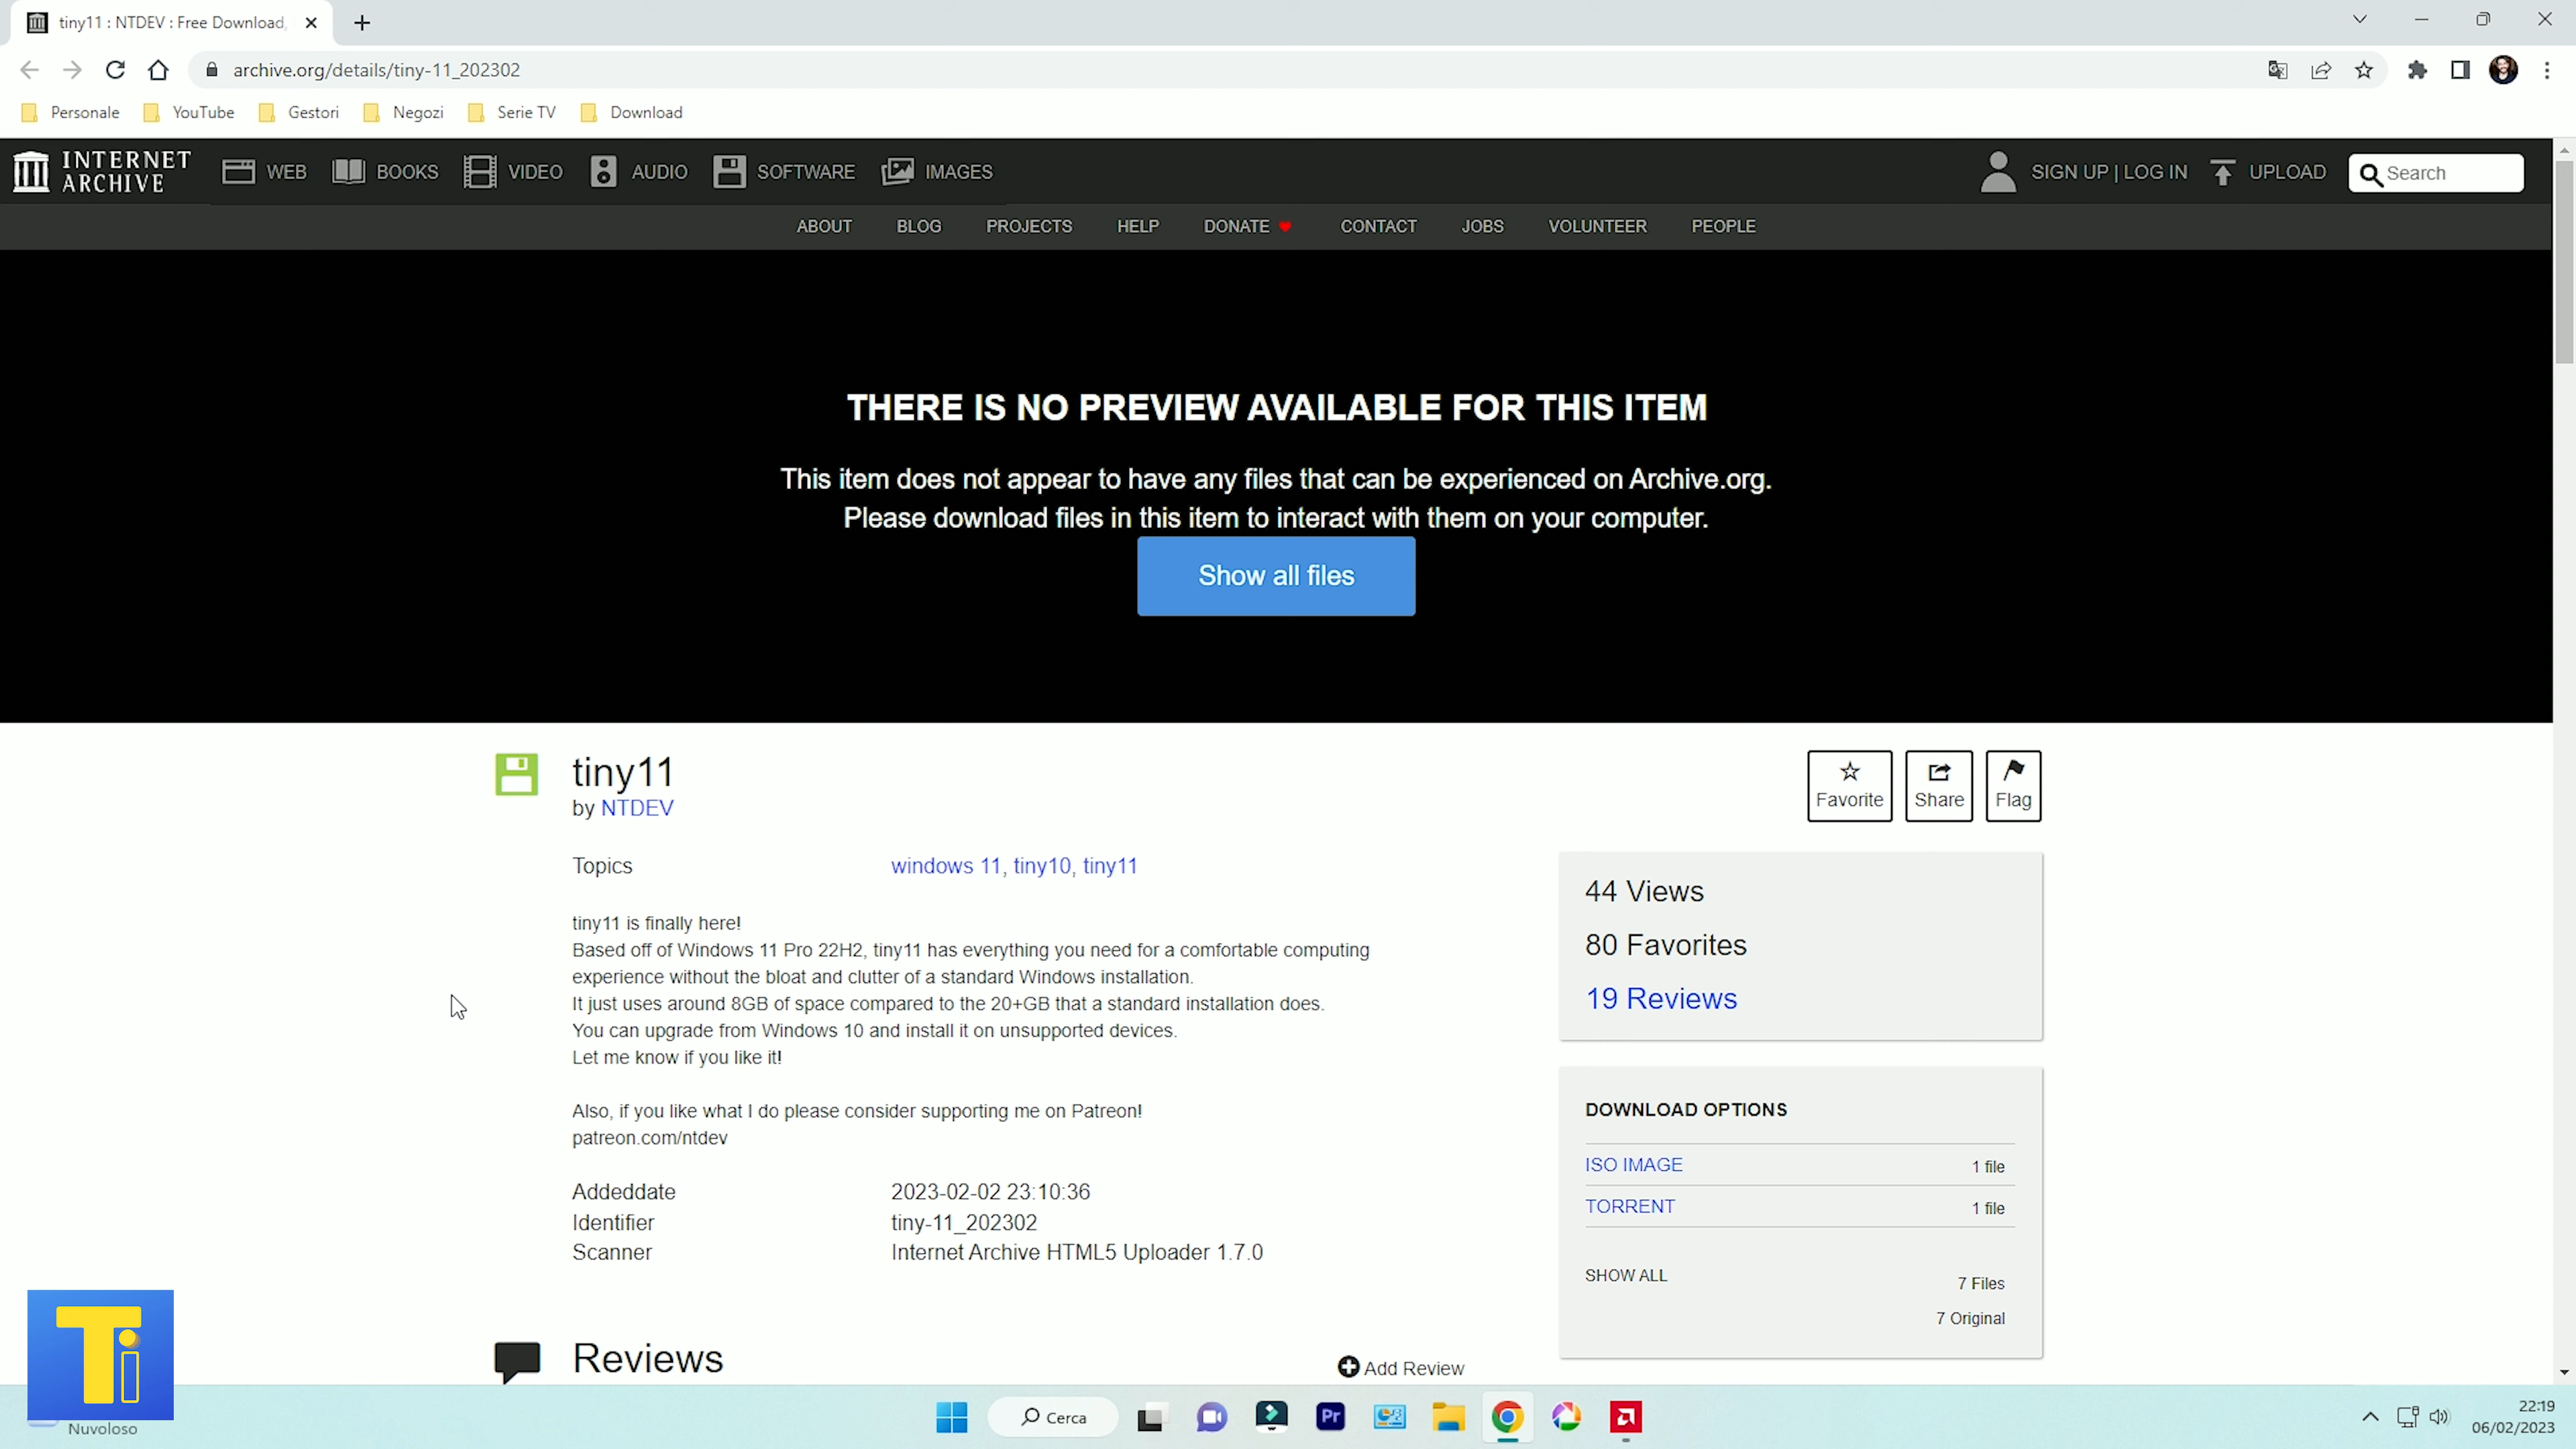 tiny11 : NTDEV : Free Download,
archive.org/details/tiny-11_202302
Personale YouTube Gestori Negozi Serie TV Download
INTERNET ARCHIVE WEB BOOKS VIDEO AUDIO SOFTWARE IMAGES SIGN UP | LOG IN UPLOAD Search
ABOUT BLOG PROJECTS HELP DONATE CONTACT JOBS VOLUNTEER PEOPLE
THERE IS NO PREVIEW AVAILABLE FOR THIS ITEM
This item does not appear to have any files that can be experienced on Archive.org.
Please download files in this item to interact with them on your computer.
Show all files
tiny11
by NTDEV
Favorite Share Flag
Topics windows 11, tiny10, tiny11
tiny11 is finally here!
Based off of Windows 11 Pro 22H2, tiny11 has everything you need for a comfortable computing
experience without the bloat and clutter of a standard Windows installation.
It just uses around 8GB of space compared to the 20+GB that a standard installation does.
You can upgrade from Windows 10 and install it on unsupported devices.
Let me know if you like it!
Also, if you like what I do please consider supporting me on Patreon!
patreon.com/ntdev
Addeddate 2023-02-02 23:10:36
Identifier tiny-11_202302
Scanner Internet Archive HTML5 Uploader 1.7.0
44 Views
80 Favorites
19 Reviews
DOWNLOAD OPTIONS
ISO IMAGE 1 file
TORRENT 1 file
SHOW ALL 7 Files
7 Original
Reviews
Add Review
Ti
Nuvoloso
Cerca
Pr
22:19
06/02/2023